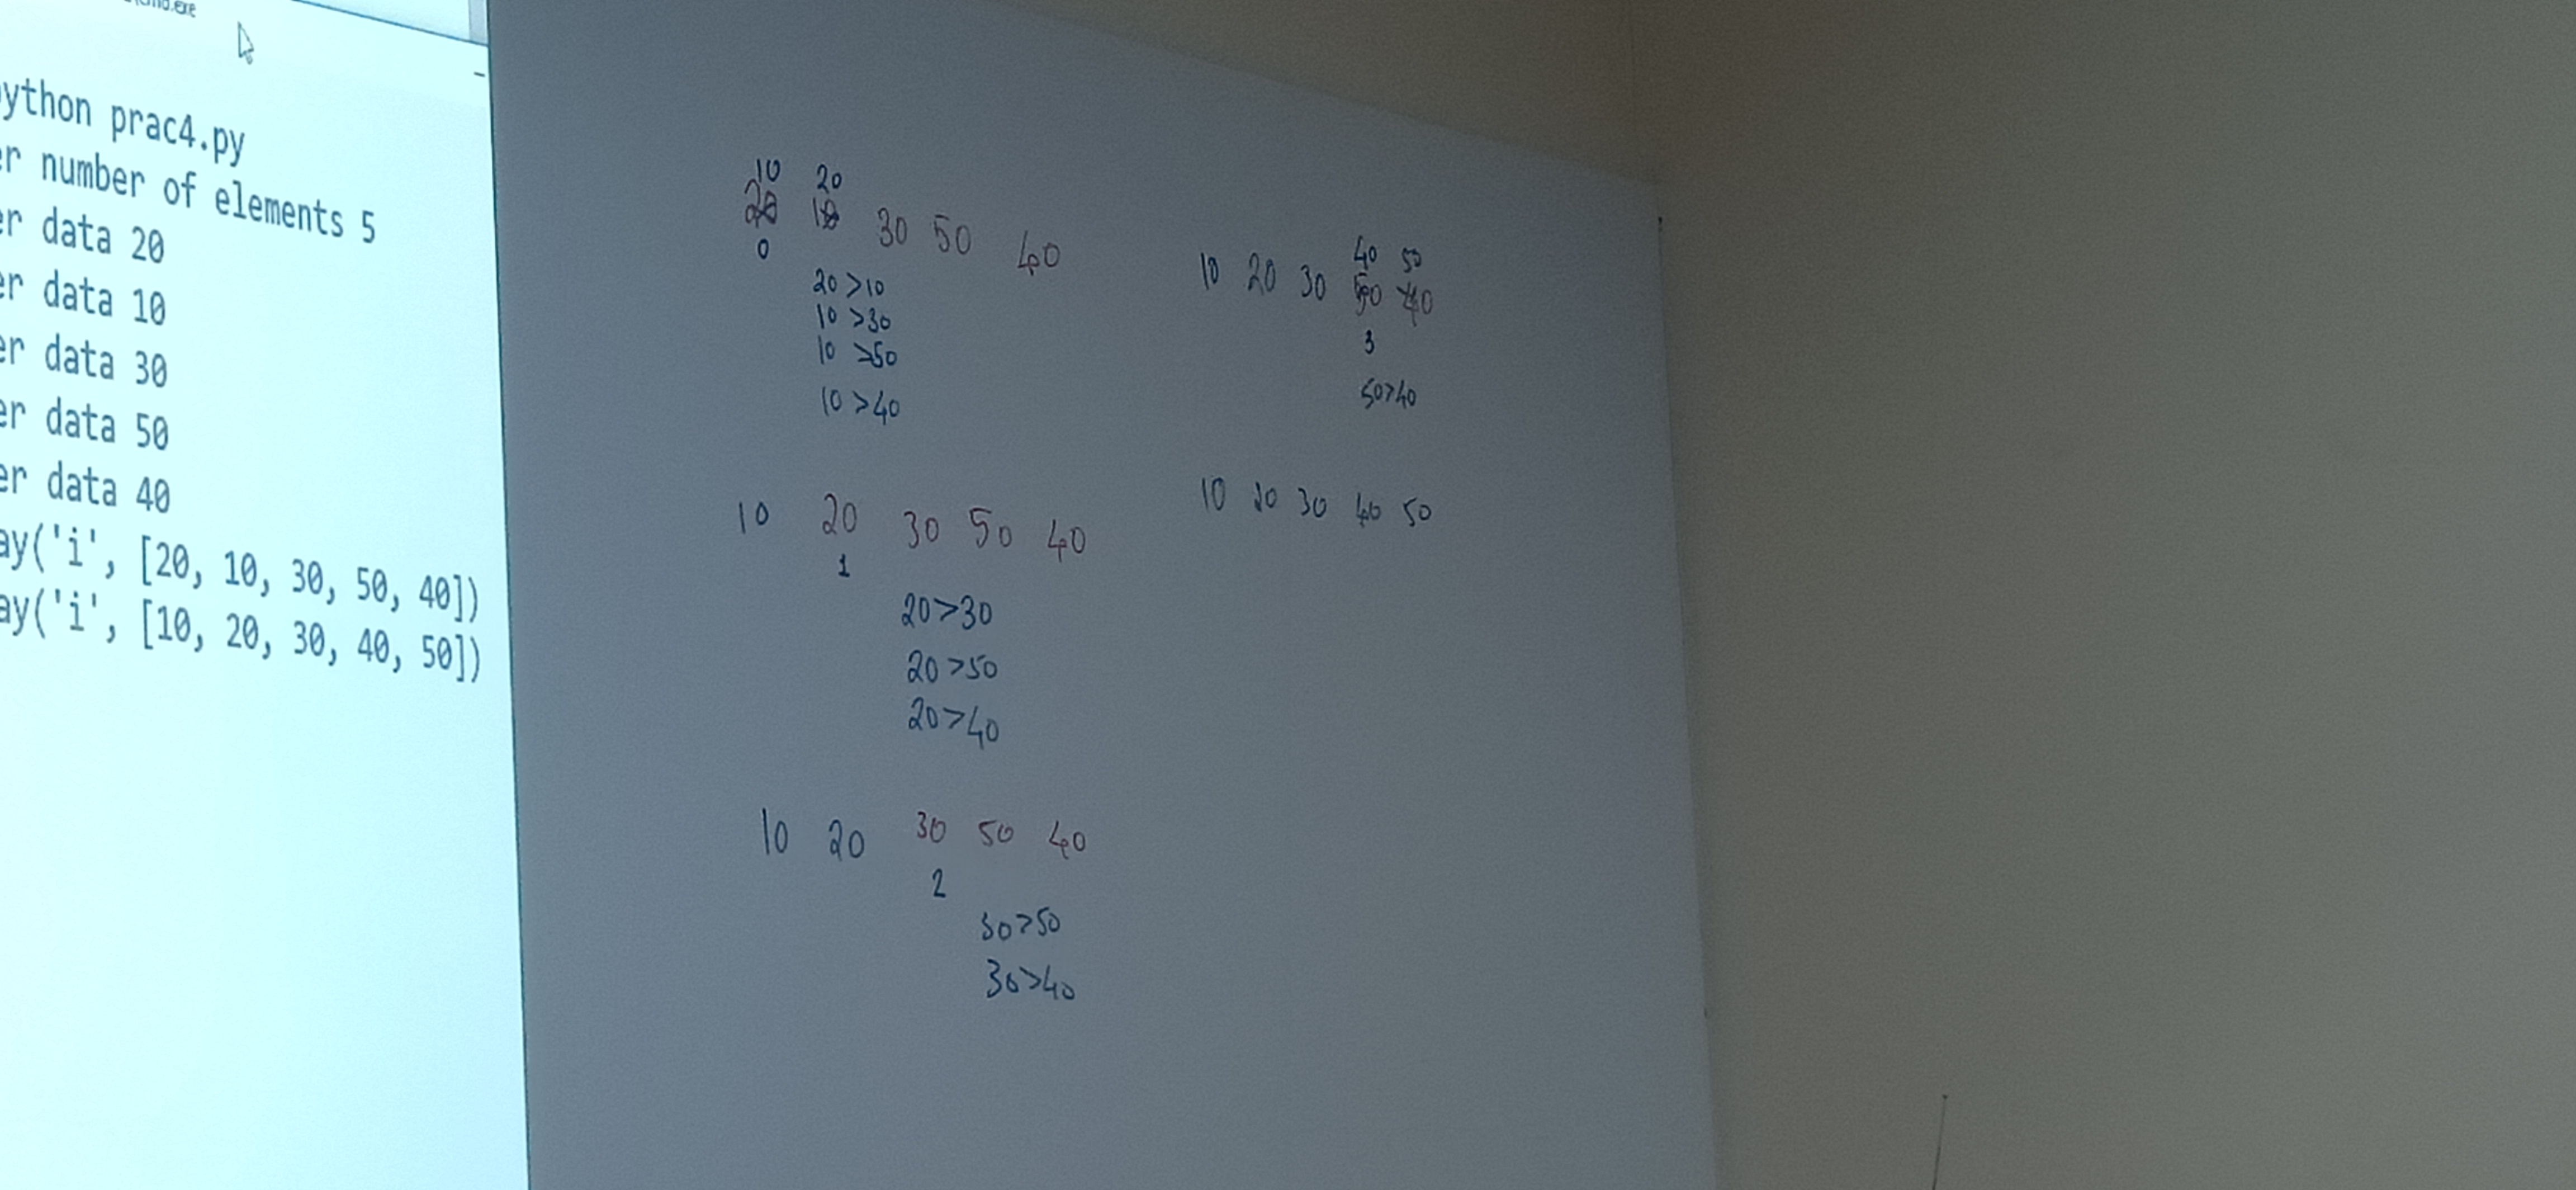 cmd.exe
ython prac4.py
er number of elements 5
er data 20
er data 10
er data 30
er data 50
er data 40
ay('i', [20, 10, 30, 50, 40])
ay('i', [10, 20, 30, 40, 50])
10 20
20 10 30 50 40
0
20>10
10>30
10>50
10>40
10 20 30 50 40
1
20>30
20>50
20>40
10 20 30 50 40
2
30>50
30>40
40 50
10 20 30 50 40
3
50>40
10 20 30 40 50